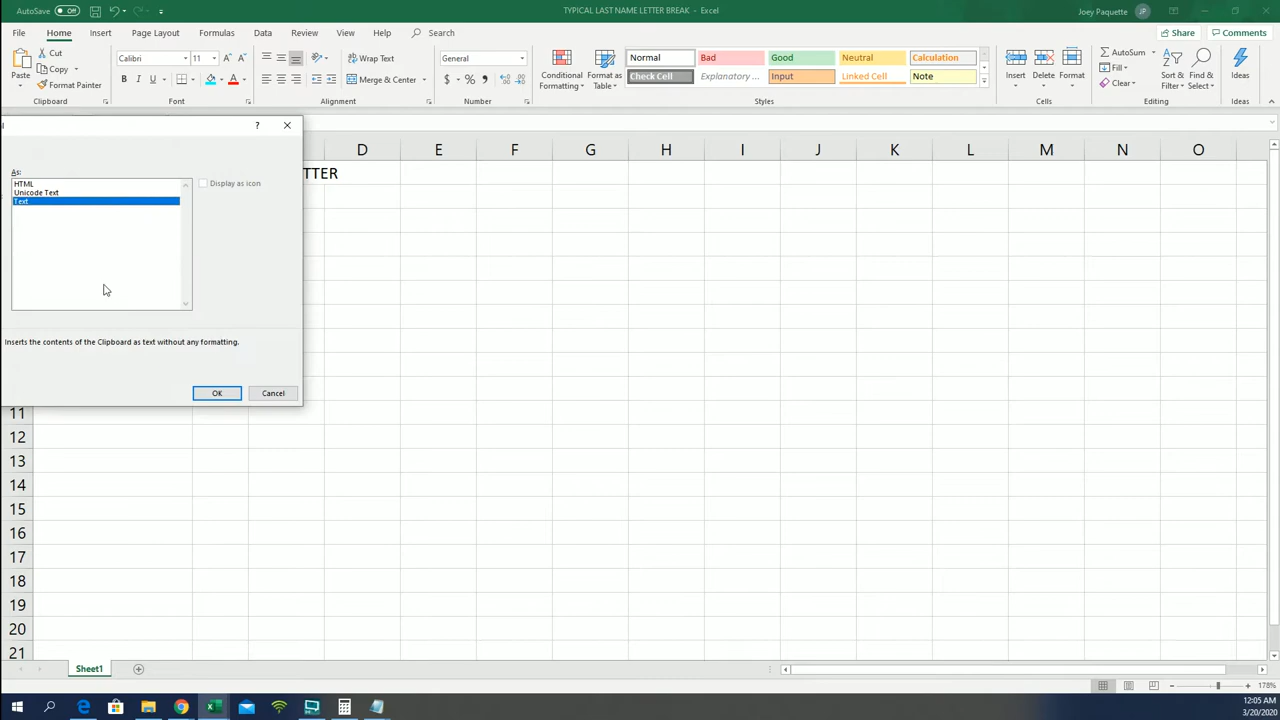 AutoSave Off TYPICAL LAST NAME LETTER BREAK - Excel Joey Paquette JF
File Home Insert Page Layout Formulas Data Review View Help Search Share Comments
Paste Cut Copy Format Painter
Clipboard
Calibri 11
B I U A
Font
Wrap Text
Merge & Center
Alignment
General
$ % ,
Number
Conditional Formatting
Format as Table
Normal Bad Good Neutral Calculation
Check Cell Explanatory ... Input Linked Cell Note
Styles
Insert Delete Format
Cells
AutoSum
Fill
Clear
Sort & Filter
Find & Select
Editing
Ideas
Ideas
? ×
As:
HTML
Unicode Text
Text
Display as icon
Inserts the contents of the Clipboard as text without any formatting.
OK Cancel
D E F G H I J K L M N O
TTER
11
12
13
14
15
16
17
18
19
20
21
Sheet1
178%
12:05 AM
3/20/2020